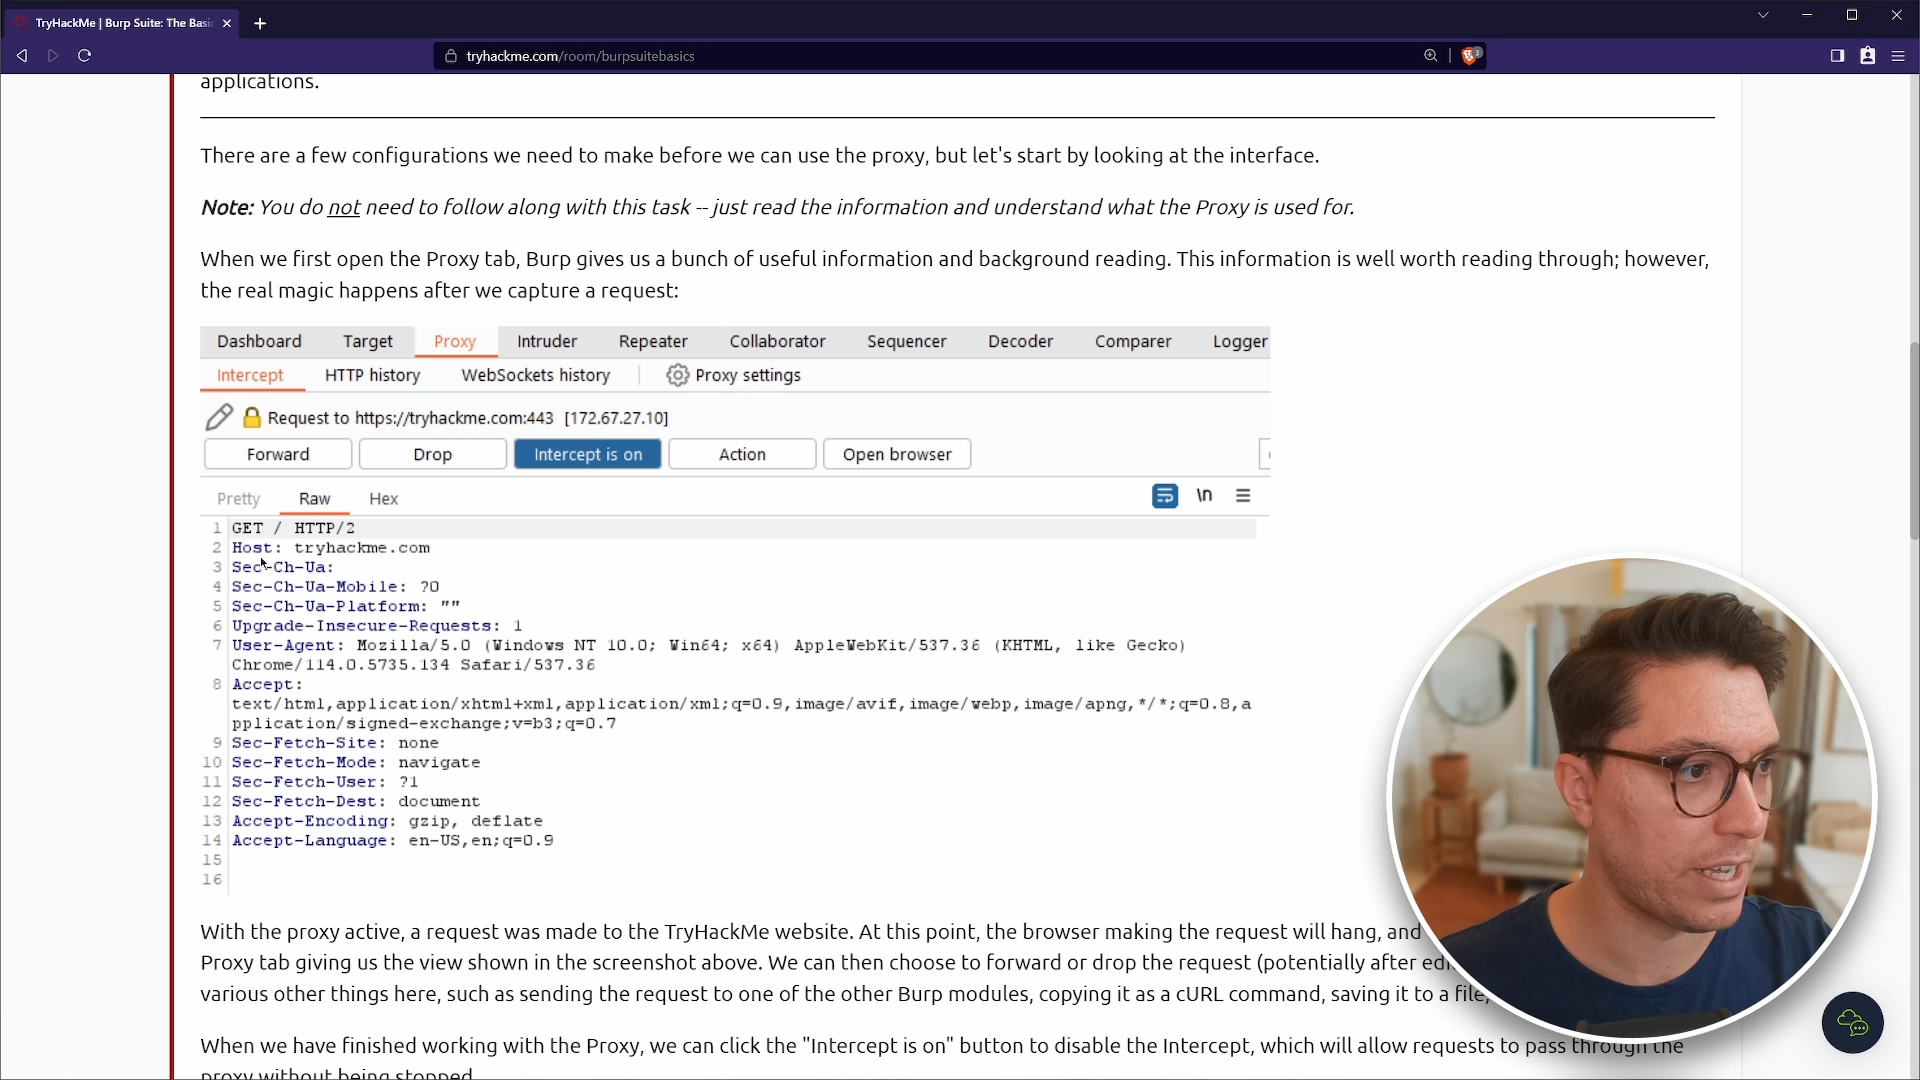 TryHackMe | Burp Suite: The Basi
tryhackme.com/room/burpsuitebasics
3
applications.
There are a few configurations we need to make before we can use the proxy, but let's start by looking at the interface.
Note: You do not need to follow along with this task -- just read the information and understand what the Proxy is used for.
When we first open the Proxy tab, Burp gives us a bunch of useful information and background reading. This information is well worth reading through; however,
the real magic happens after we capture a request:
Dashboard Target Proxy Intruder Repeater Collaborator Sequencer Decoder Comparer Logger
Intercept HTTP history WebSockets history Proxy settings
Request to https://tryhackme.com:443 [172.67.27.10]
Forward Drop Intercept is on Action Open browser
Pretty Raw Hex \n
1 GET / HTTP/2
2 Host: tryhackme.com
3 Sec-Ch-Ua:
4 Sec-Ch-Ua-Mobile: ?0
5 Sec-Ch-Ua-Platform: ""
6 Upgrade-Insecure-Requests: 1
7 User-Agent: Mozilla/5.0 (Windows NT 10.0; Win64; x64) AppleWebKit/537.36 (KHTML, like Gecko)
Chrome/114.0.5735.134 Safari/537.36
8 Accept:
text/html,application/xhtml+xml,application/xml;q=0.9,image/avif,image/webp,image/apng,*/*;q=0.8,a
pplication/signed-exchange;v=b3;q=0.7
9 Sec-Fetch-Site: none
10 Sec-Fetch-Mode: navigate
11 Sec-Fetch-User: ?1
12 Sec-Fetch-Dest: document
13 Accept-Encoding: gzip, deflate
14 Accept-Language: en-US,en;q=0.9
15
16
With the proxy active, a request was made to the TryHackMe website. At this point, the browser making the request will hang, and
Proxy tab giving us the view shown in the screenshot above. We can then choose to forward or drop the request (potentially after
various other things here, such as sending the request to one of the other Burp modules, copying it as a cURL command, saving it to a file,
When we have finished working with the Proxy, we can click the "Intercept is on" button to disable the Intercept, which will allow requests to pass through the
proxy without being stopped.